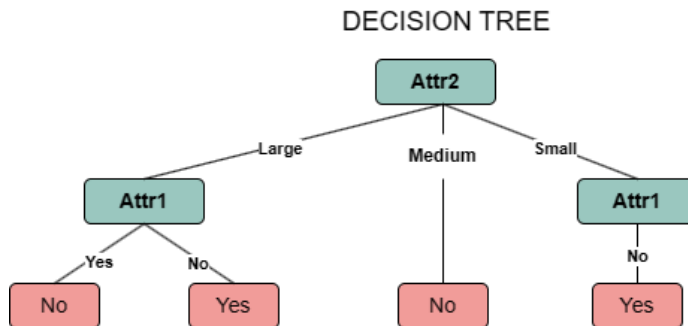 DECISION TREE
Attr2
Large
Medium
Small
Attr1
Attr1
Yes
No
No
No
Yes
No
Yes